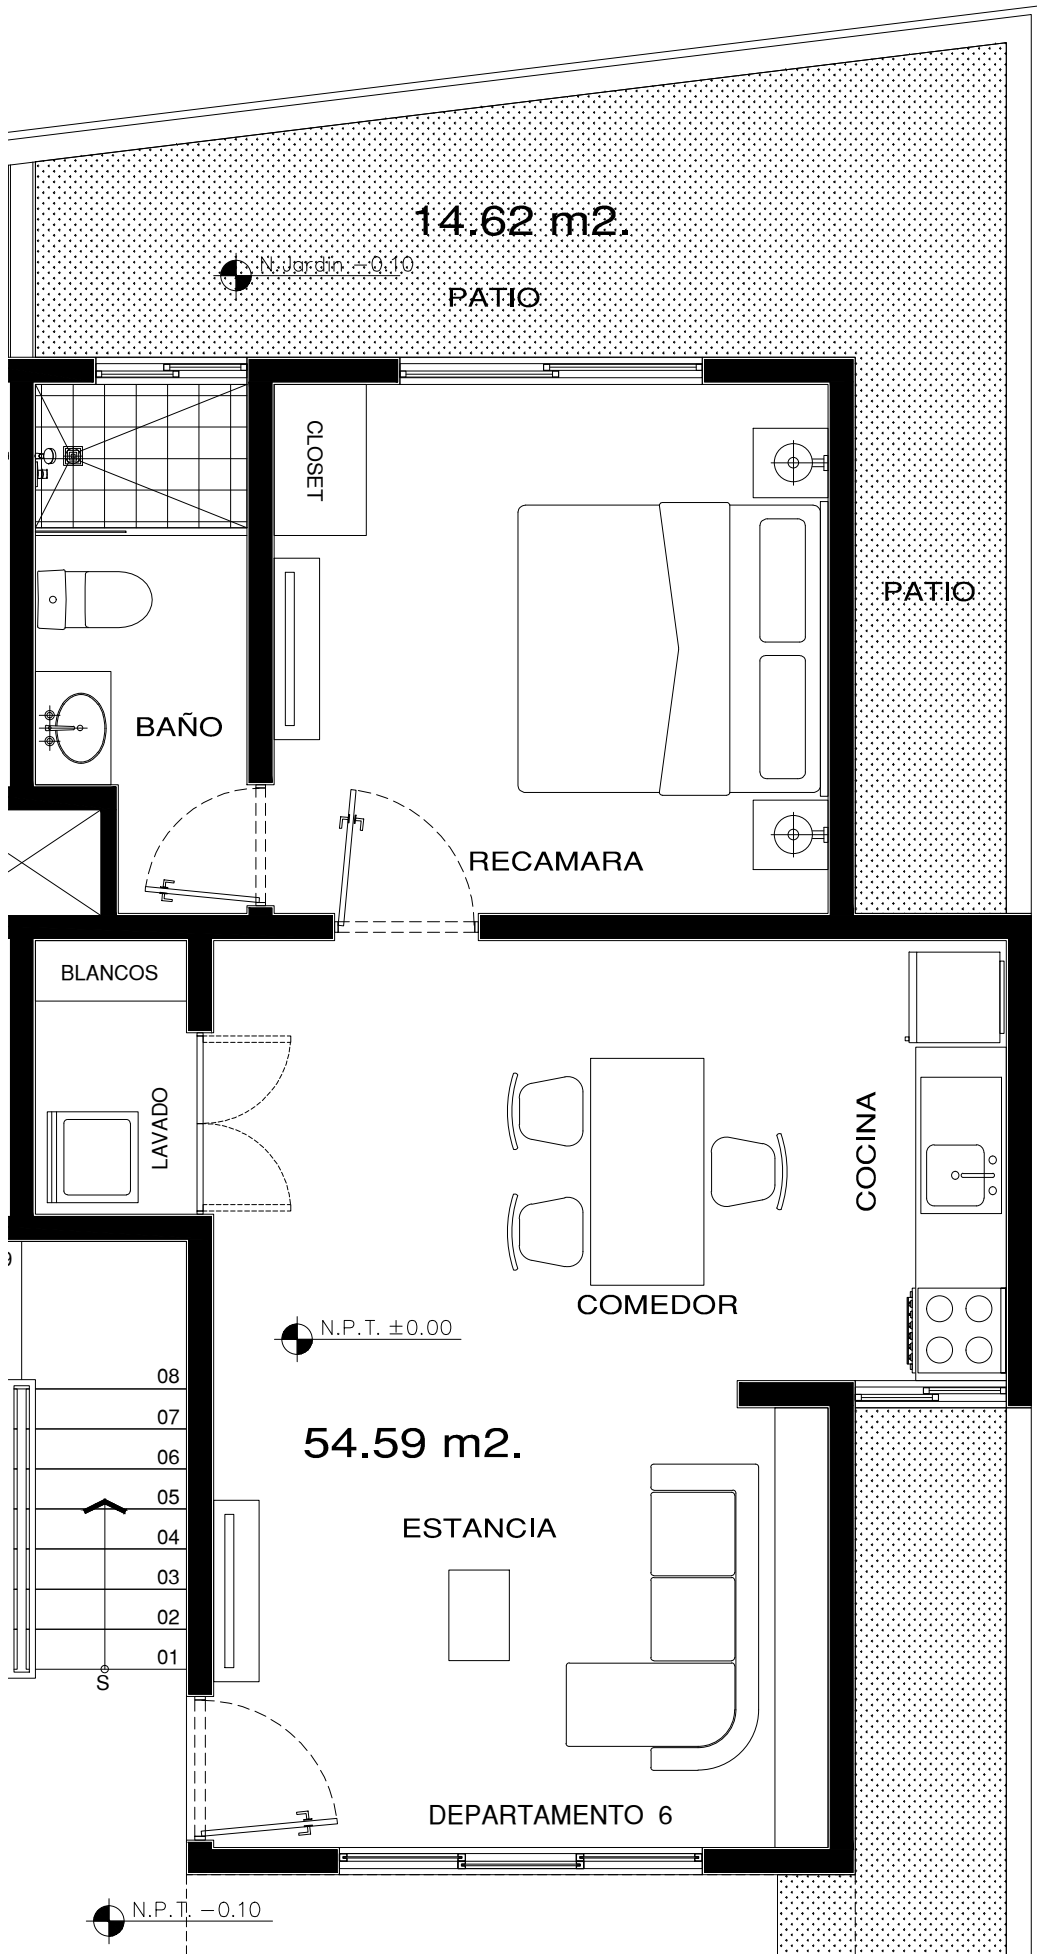 14.62 m2.
N.Jardin -0.10
PATIO
CLOSET
PATIO
BAÑO
RECAMARA
BLANCOS
LAVADO
COCINA
COMEDOR
N.P.T. ±0.00
08
07
06
05
04
03
02
01
S
54.59 m2.
ESTANCIA
DEPARTAMENTO 6
N.P.T. -0.10